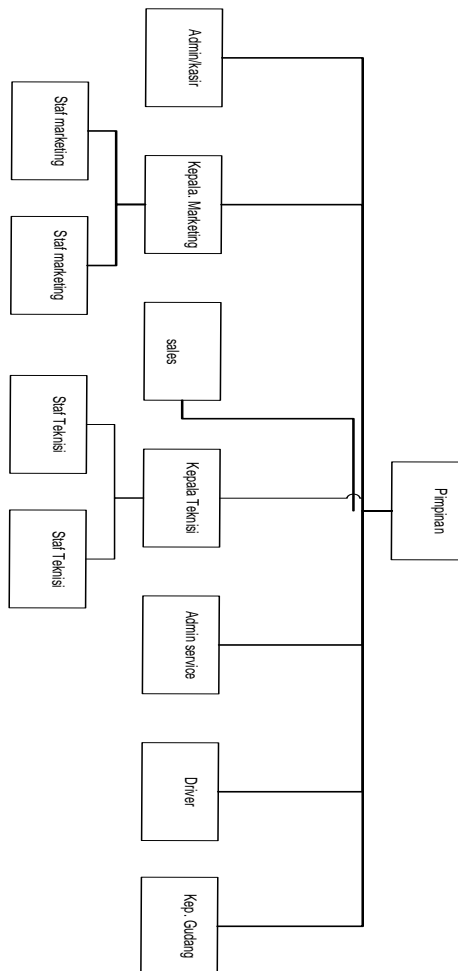 Pimpinan
Admin/kasir
Kepala. Marketing
sales
Kepala Teknisi
Admin service
Driver
Kep. Gudang
Staf marketing
Staf marketing
Staf Teknisi
Staf Teknisi